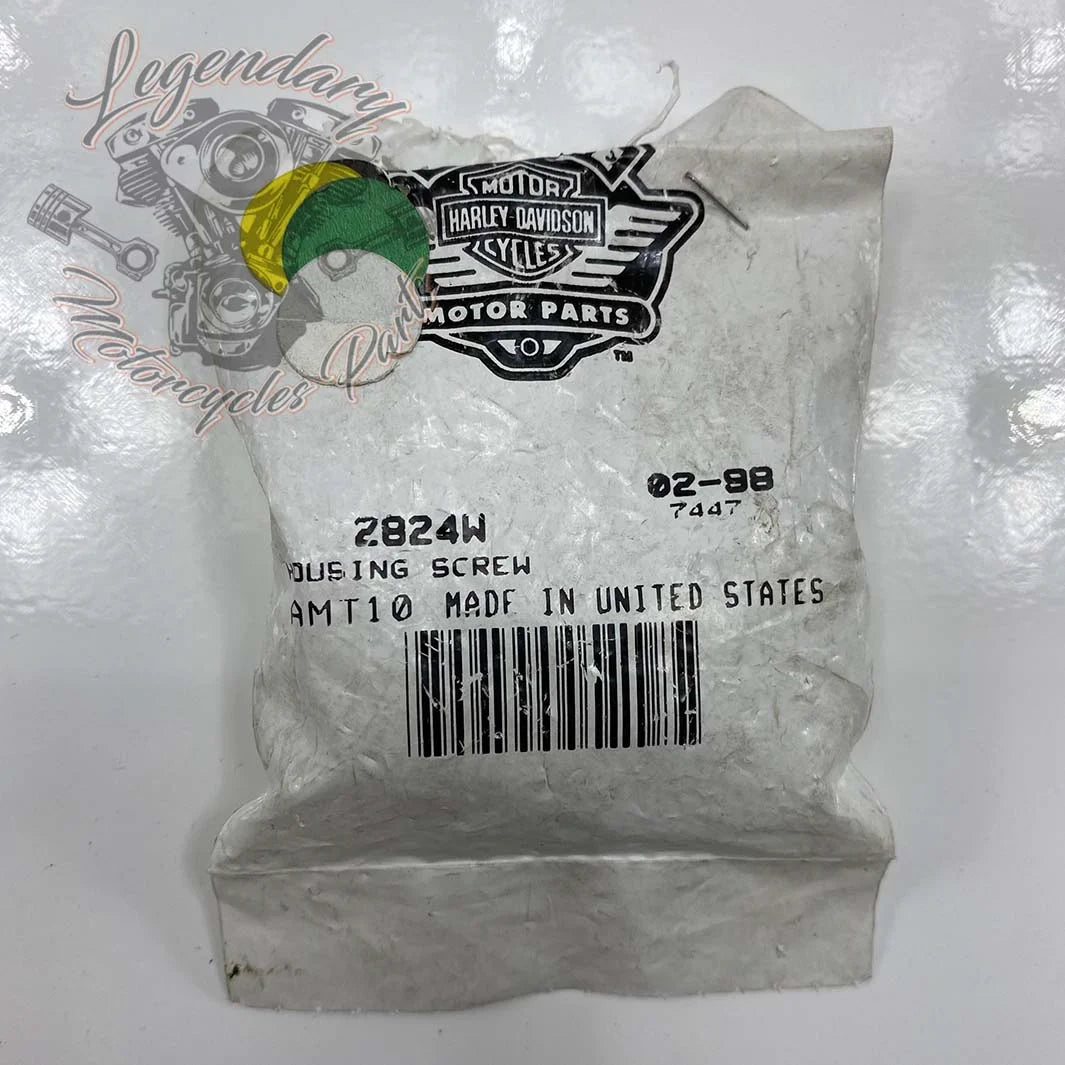 Legendary
Motorcycles Parts
MOTOR
HARLEY-DAVIDSON
CYCLES
MOTOR PARTS
TM
02-98
7447
2824W
HOUSING SCREW
AMT10 MADE IN UNITED STATES